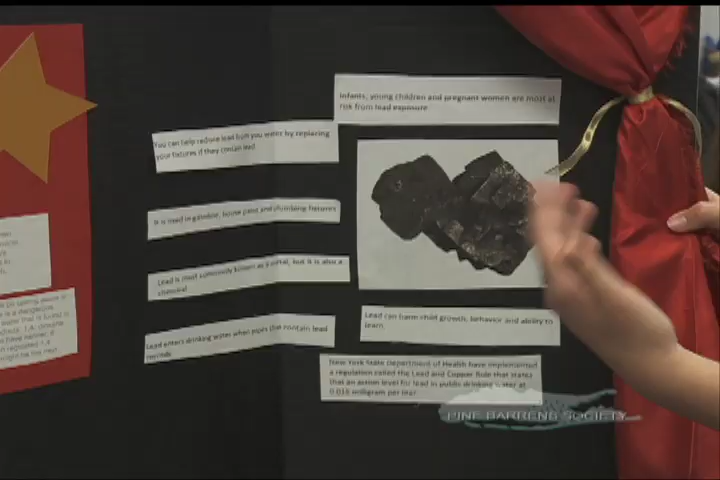 Infants, young children and pregnant women are most at
risk from lead exposure.
You can help reduce lead from you water by replacing
your fixtures if they contain lead
It is used in gasoline, house paint and plumbing fixtures
Lead is most commonly known as a metal, but it is also a
chemical
Lead enters drinking water when pipes that contain lead
corrode
Lead can harm child growth, behavior and ability to
learn.
New York State Department of Health have implemented
a regulation called the Lead and Copper Rule that states
that an action level for lead in public drinking water at
0.015 milligram per liter
PINE BARRENS SOCIETY